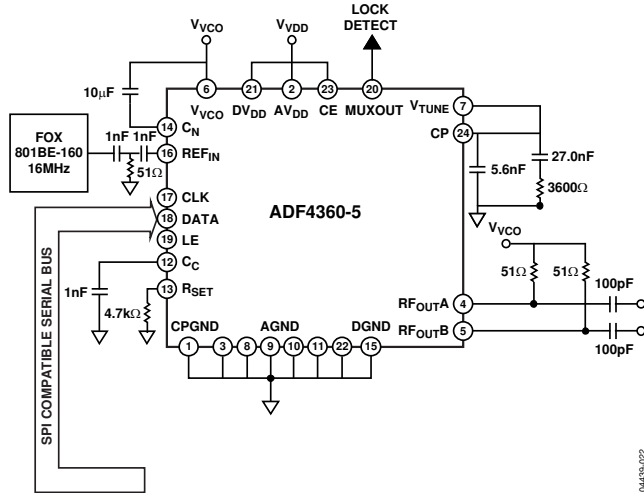 LOCK
DETECT
VVCO
VVDD
10µF
6
21
2
23
20
VVCO
DVDD
AVDD
CE
MUXOUT
VTUNE
7
CP
24
14
CN
FOX
801BE-160
16MHz
1nF
1nF
16
REFIN
51Ω
27.0nF
5.6nF
3600Ω
17
CLK
18
DATA
19
LE
12
CC
13
RSET
ADF4360-5
SPI COMPATIBLE SERIAL BUS
1nF
4.7kΩ
VVCO
51Ω
51Ω
100pF
RFOUTA
4
RFOUTB
5
100pF
CPGND
AGND
DGND
1
3
8
9
10
11
22
15
04439-022